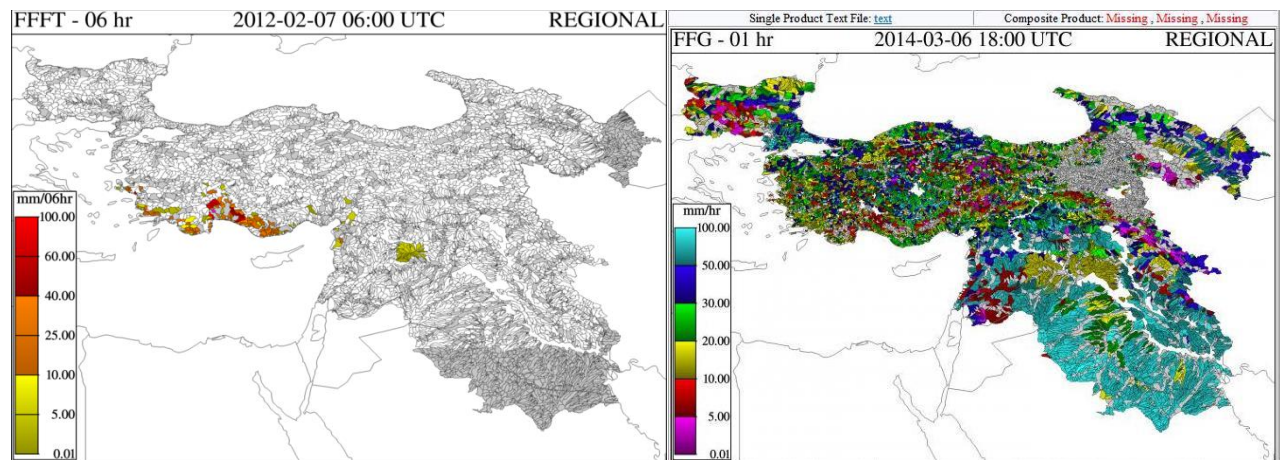 FFFT - 06 hr 2012-02-07 06:00 UTC REGIONAL
mm/06hr
100.00
60.00
40.00
25.00
10.00
5.00
0.01
Single Product Text File: text Composite Product: Missing , Missing , Missing
FFG - 01 hr 2014-03-06 18:00 UTC REGIONAL
mm/hr
100.00
50.00
30.00
20.00
10.00
5.00
0.01